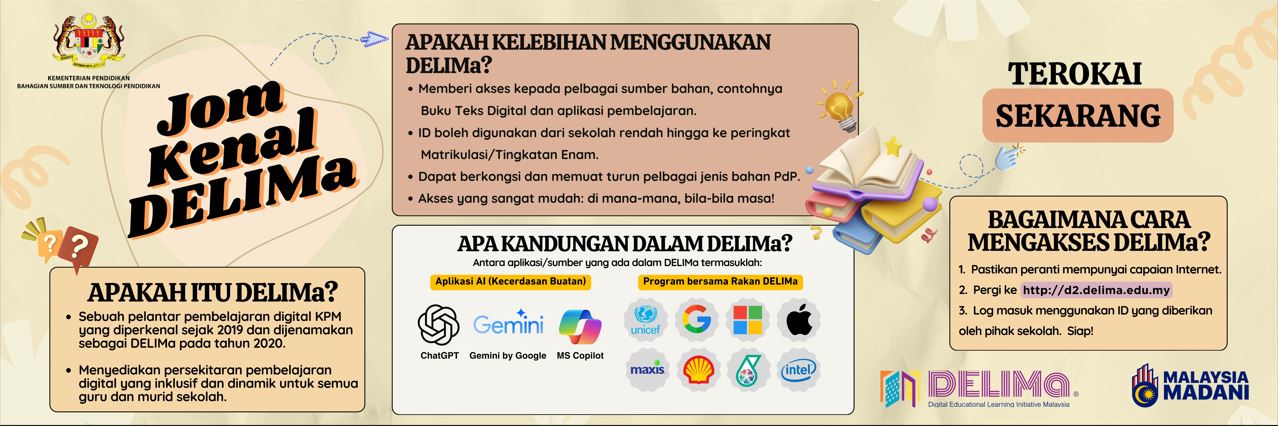 KEMENTERIAN PENDIDIKAN
BAHAGIAN SUMBER DAN TEKNOLOGI PENDIDIKAN
Jom
Kenal
DELIMa
APAKAH ITU DELIMa?
• Sebuah pelantar pembelajaran digital KPM
yang diperkenal sejak 2019 dan dijenamakan
sebagai DELIMa pada tahun 2020.
• Menyediakan persekitaran pembelajaran
digital yang inklusif dan dinamik untuk semua
guru dan murid sekolah.
APAKAH KELEBIHAN MENGGUNAKAN
DELIMa?
• Memberi akses kepada pelbagai sumber bahan, contohnya
Buku Teks Digital dan aplikasi pembelajaran.
• ID boleh digunakan dari sekolah rendah hingga ke peringkat
Matrikulasi/Tingkatan Enam.
• Dapat berkongsi dan memuat turun pelbagai jenis bahan PdP.
• Akses yang sangat mudah: di mana-mana, bila-bila masa!
APA KANDUNGAN DALAM DELIMa?
Antara aplikasi/sumber yang ada dalam DELIMa termasuklah:
Aplikasi AI (Kecerdasan Buatan)
Gemini
ChatGPT
Gemini by Google
MS Copilot
Program bersama Rakan DELIMa
unicef
maxis
intel
TEROKAI
SEKARANG
BAGAIMANA CARA
MENGAKSES DELIMa?
1. Pastikan peranti mempunyai capaian Internet.
2. Pergi ke http://d2.delima.edu.my
3. Log masuk menggunakan ID yang diberikan
oleh pihak sekolah. Siap!
DELIMa®
Digital Educational Learning Initiative Malaysia
MALAYSIA
MADANI